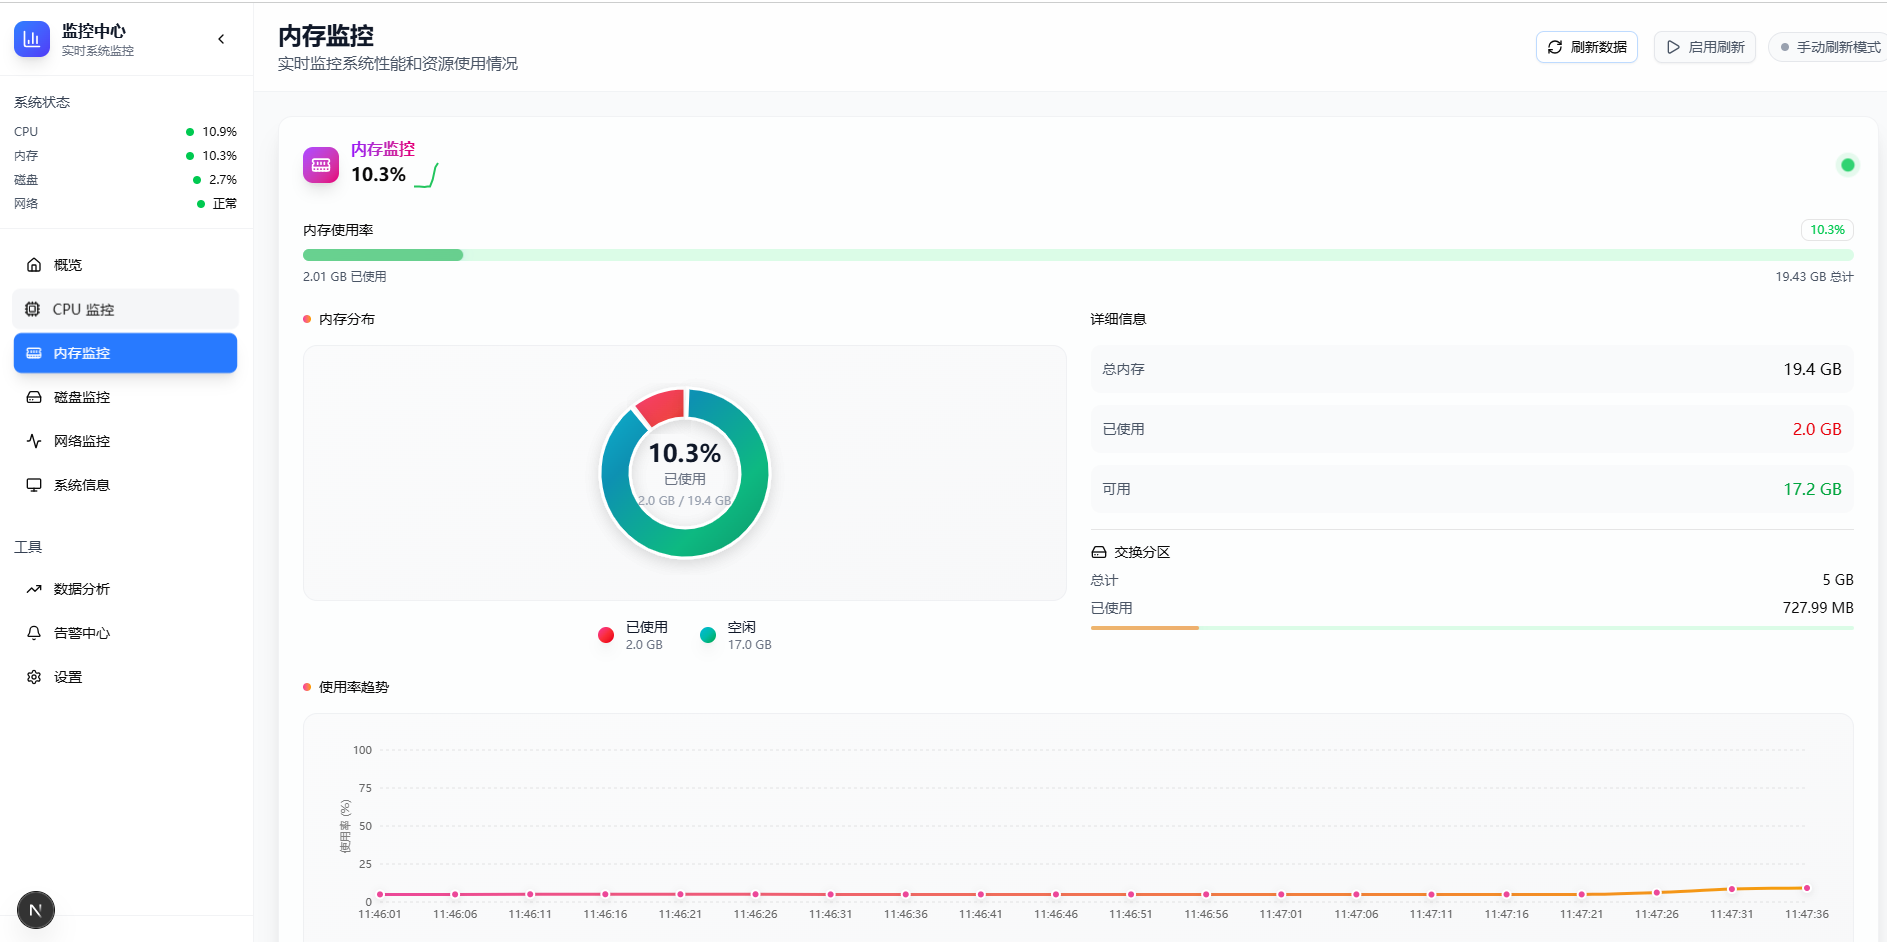 监控中心
实时系统监控
系统状态
CPU 10.9%
内存 10.3%
磁盘 2.7%
网络 正常
概览
CPU 监控
内存监控
磁盘监控
网络监控
系统信息
工具
数据分析
告警中心
设置
N
内存监控
实时监控系统性能和资源使用情况
刷新数据
启用刷新
手动刷新模式
内存监控
10.3%
内存使用率
10.3%
2.01 GB 已使用
19.43 GB 总计
内存分布
10.3%
已使用
2.0 GB / 19.4 GB
已使用
2.0 GB
空闲
17.0 GB
详细信息
总内存 19.4 GB
已使用 2.0 GB
可用 17.2 GB
交换分区
总计 5 GB
已使用 727.99 MB
使用率趋势
使用率 (%)
100
75
50
25
0
11:46:01 11:46:06 11:46:11 11:46:16 11:46:21 11:46:26 11:46:31 11:46:36 11:46:41 11:46:46 11:46:51 11:46:56 11:47:01 11:47:06 11:47:11 11:47:16 11:47:21 11:47:26 11:47:31 11:47:36